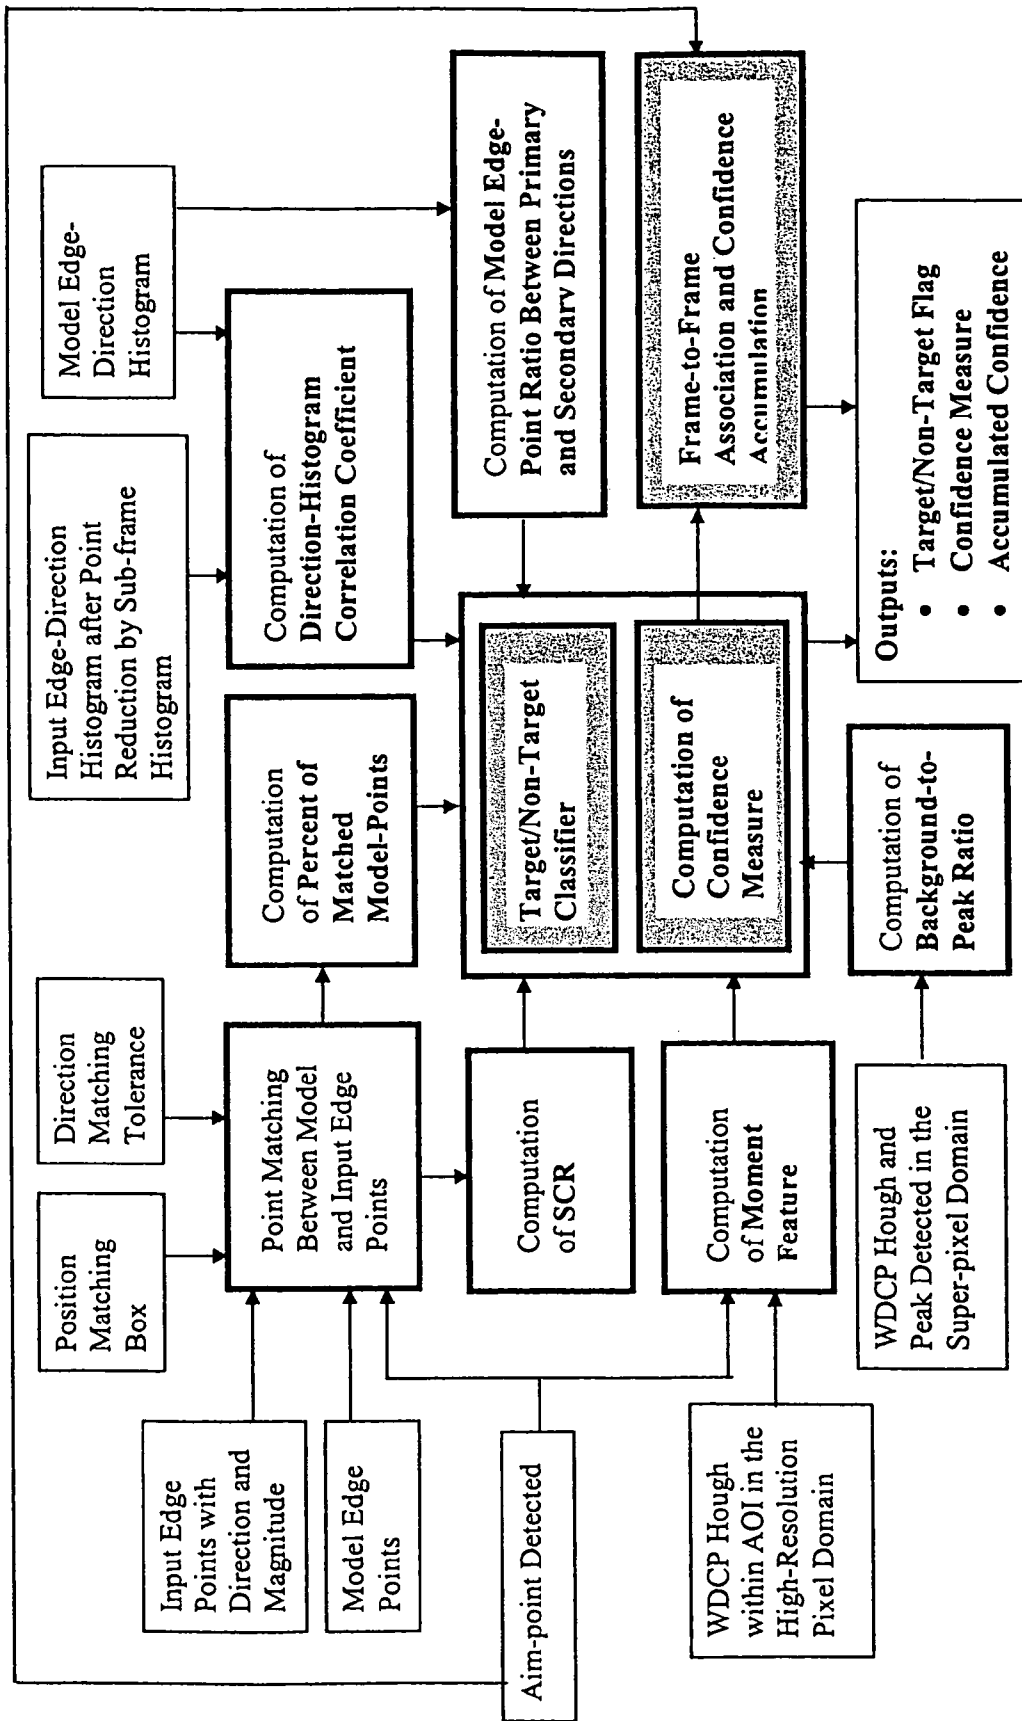 Position
Matching
Box
Direction
Matching
Tolerance
Input Edge-Direction
Histogram after Point
Reduction by Sub-frame
Histogram
Model Edge-
Direction
Histogram
Input Edge
Points with
Direction and
Magnitude
Model Edge
Points
Point Matching
Between Model
and Input Edge
Points
Computation
of Percent of
Matched
Model-Points
Computation of
Direction-Histogram
Correlation Coefficient
Computation of Model Edge-
Point Ratio Between Primary
and Secondary Directions
Aim-point Detected
Computation
of SCR
Target/Non-Target
Classifier
Computation of
Confidence
Measure
Frame-to-Frame
Association and Confidence
Accumulation
WDCP Hough
within AOI in the
High-Resolution
Pixel Domain
Computation
of Moment
Feature
WDCP Hough and
Peak Detected in the
Super-pixel Domain
Computation of
Background-to-
Peak Ratio
Outputs:
• Target/Non-Target Flag
• Confidence Measure
• Accumulated Confidence